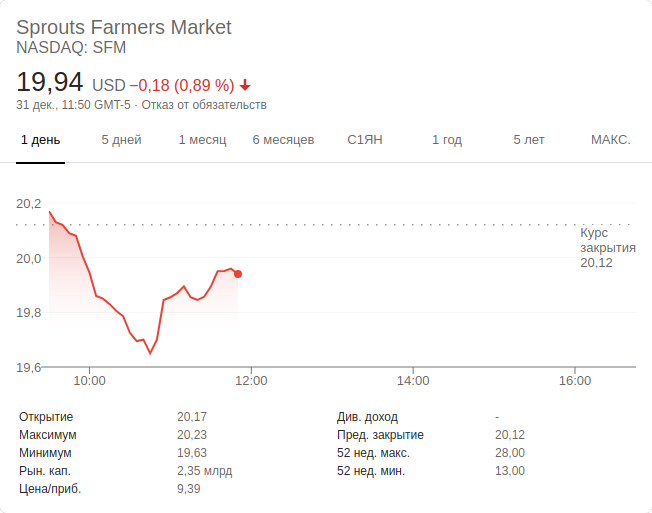 Sprouts Farmers Market
NASDAQ: SFM
19,94 USD −0,18 (0,89 %)
31 дек., 11:50 GMT-5 · Отказ от обязательств
1 день 5 дней 1 месяц 6 месяцев С1ЯН 1 год 5 лет МАКС.
20,2
20,0
19,8
19,6
Курс
закрытия
20,12
10:00 12:00 14:00 16:00
Открытие 20,17 Див. доход -
Максимум 20,23 Пред. закрытие 20,12
Минимум 19,63 52 нед. макс. 28,00
Рын. кап. 2,35 млрд 52 нед. мин. 13,00
Цена/приб. 9,39